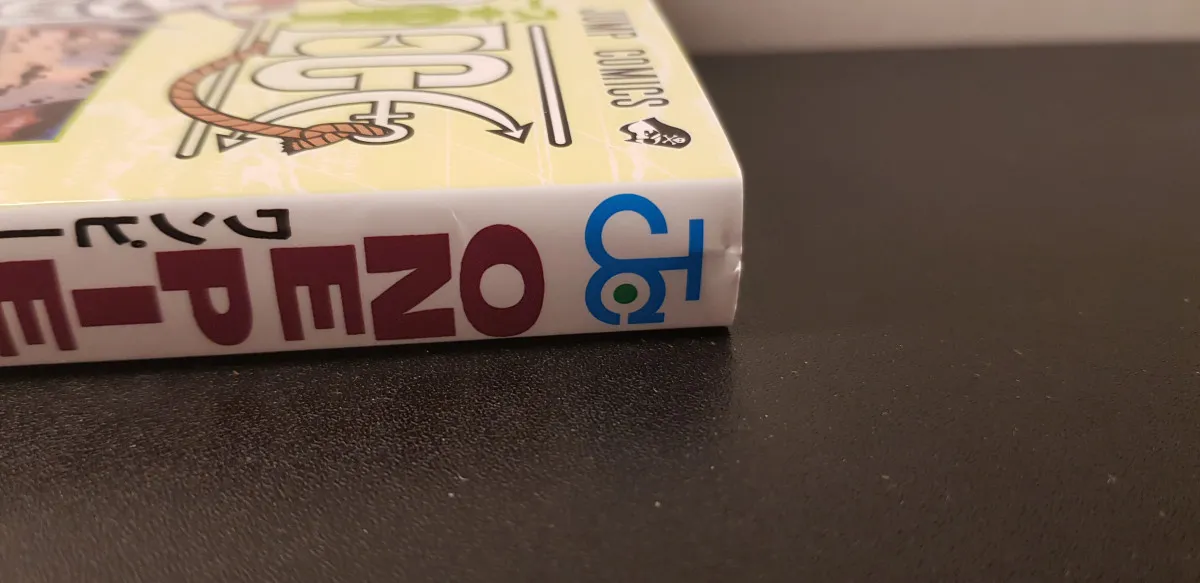 JUMP COMICS
JC
ONE PIE
ワンピー